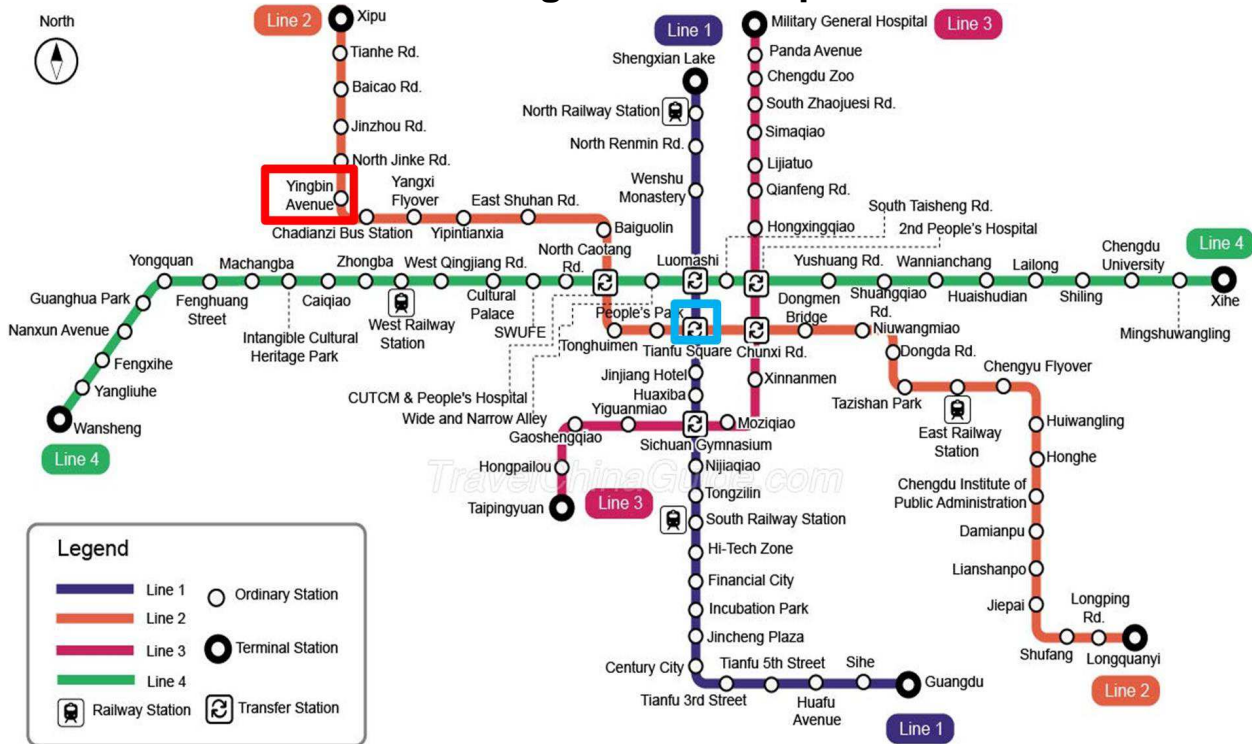 North
Line 2
Xipu
Tianhe Rd.
Baicao Rd.
Jinzhou Rd.
North Jinke Rd.
Yingbin
Avenue
Chadianzi Bus Station
Yangxi
Flyover
Yipintianxia
East Shuhan Rd.
Baiguolin
North Caotang
Rd.
Line 1
Shengxian Lake
North Railway Station
North Renmin Rd.
Wenshu
Monastery
Luomashi
Line 3
Military General Hospital
Panda Avenue
Chengdu Zoo
South Zhaojuesi Rd.
Simaqiao
Lijiatuo
Qianfeng Rd.
Hongxingqiao
South Taisheng Rd.
2nd People's Hospital
Yushuang Rd.
Shuangqiao
Rd.
Wannianchang
Huaishudian
Lailong
Shiling
Chengdu
University
Mingshuwangling
Line 4
Xihe
Yongquan
Machangba
Zhongba
West Qingjiang Rd.
Guanghua Park
Fenghuang
Street
Caiqiao
West Railway
Station
Cultural
Palace
SWUFE
Intangible Cultural
Heritage Park
Nanxun Avenue
Fengxihe
Yangliuhe
Wansheng
Line 4
CUTCM & People's Hospital
Wide and Narrow Alley
People's Park
Tonghuimen
Tianfu Square
Chunxi Rd.
Dongmen
Bridge
Niuwangmiao
Dongda Rd.
Tazishan Park
East Railway
Station
Chengyu Flyover
Huiwangling
Honghe
Chengdu Institute of
Public Administration
Damianpu
Lianshanpo
Jiepai
Shufang
Longping
Rd.
Longquanyi
Line 2
Jinjiang Hotel
Huaxiba
Xinnanmen
Yiguanmiao
Moziqiao
Gaoshengqiao
Sichuan Gymnasium
Hongpailou
Taipingyuan
Line 3
TravelChinaGuide.com
Nijiaqiao
Tongzilin
South Railway Station
Hi-Tech Zone
Financial City
Incubation Park
Jincheng Plaza
Century City
Tianfu 3rd Street
Tianfu 5th Street
Huafu
Avenue
Sihe
Guangdu
Line 1
Legend
Line 1
Line 2
Line 3
Line 4
Ordinary Station
Terminal Station
Railway Station
Transfer Station